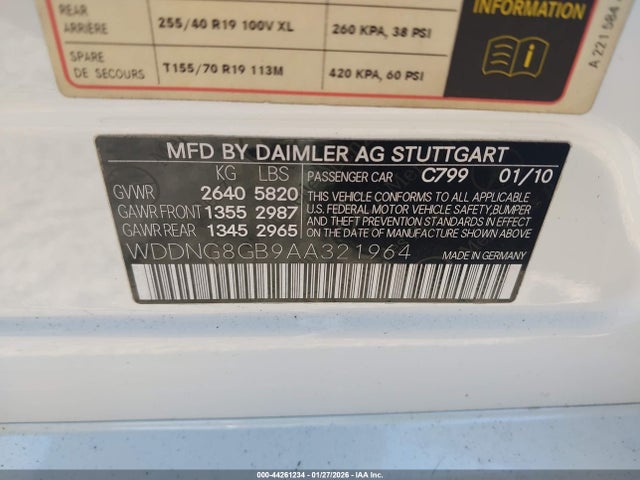 REAR
ARRIÈRE
255/40 R19 100V XL
260 KPA, 38 PSI
SPARE
DE SECOURS
T155/70 R19 113M
420 KPA, 60 PSI
INFORMATION
A 221 584
MFD BY DAIMLER AG STUTTGART
KG LBS PASSENGER CAR C799 01/10
GVWR 2640 5820
GAWR FRONT 1355 2987
GAWR REAR 1345 2965
THIS VEHICLE CONFORMS TO ALL APPLICABLE
U.S. FEDERAL MOTOR VEHICLE SAFETY, BUMPER,
AND THEFT PREVENTION STANDARDS IN EFFECT
ON THE DATE OF MANUFACTURE SHOWN ABOVE
WDDNG8GB9AA321964
MADE IN GERMANY
000-44261234 - 01/27/2026 - IAA Inc.